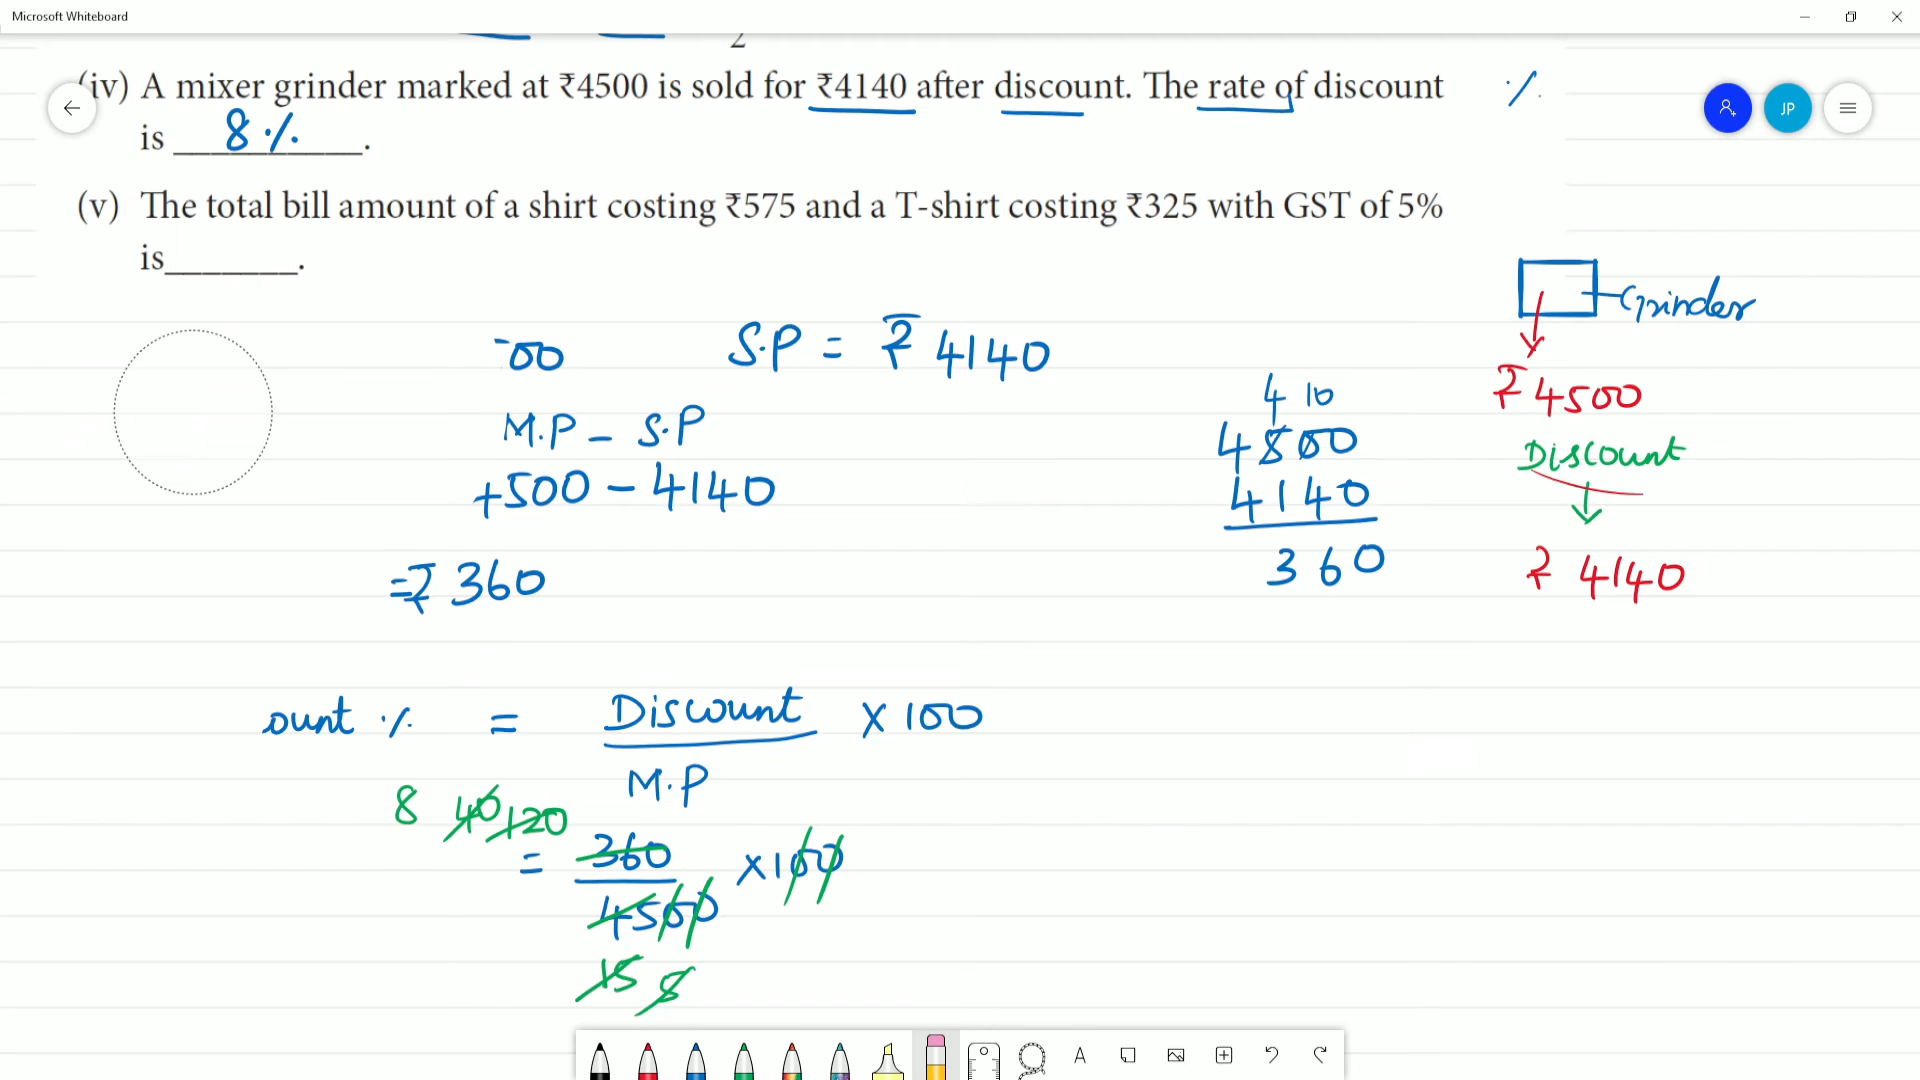 Microsoft Whiteboard
2
(iv) A mixer grinder marked at ₹4500 is sold for ₹4140 after discount. The rate of discount
%
is 8% .
JP
(v) The total bill amount of a shirt costing ₹575 and a T-shirt costing ₹325 with GST of 5%
is_______.
Grinder
00 S.P = ₹ 4140
M.P - S.P
4500 - 4140
= ₹ 360
4 10
4500
4140
360
₹ 4500
Discount
₹ 4140
ount % = Discount × 100
M.P
8 40 120
= 360 × 100
4500
15 5
A